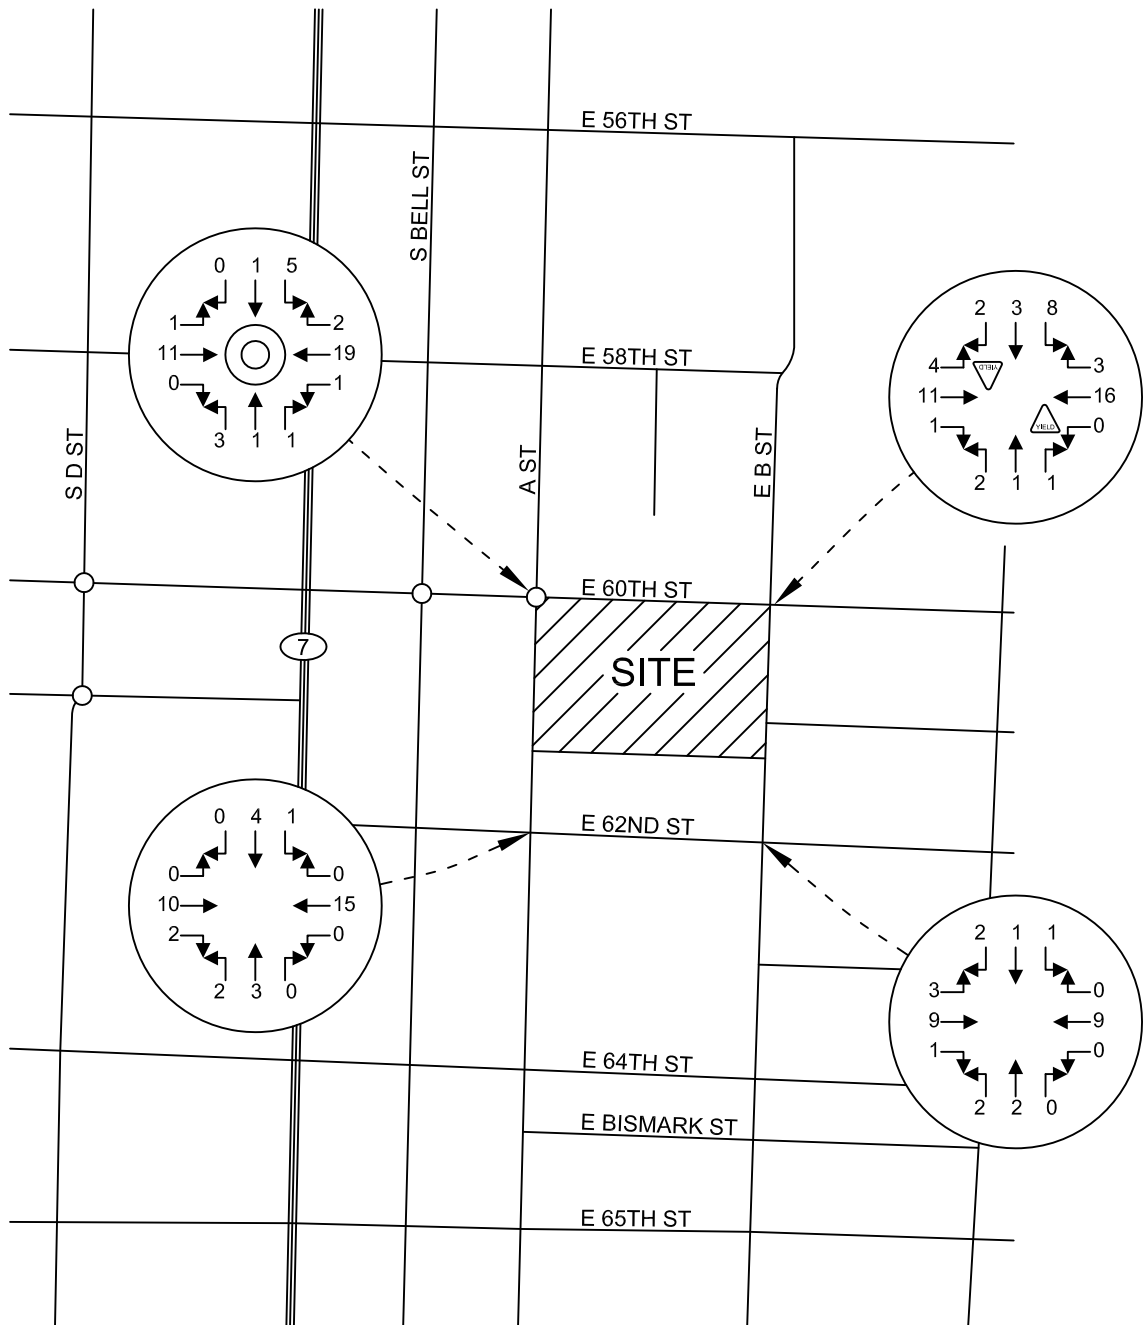 E 56TH ST
S BELL ST
0 1 5
1 2
11 19
0 1
3 1 1
E 58TH ST
2 3 8
4 3
YIELD
11 16
1 0
YIELD
2 1 1
S D ST
A ST
E B ST
E 60TH ST
7
SITE
0 4 1
0 0
10 15
2 0
2 3 0
E 62ND ST
2 1 1
3 0
9 9
1 0
2 2 0
E 64TH ST
E BISMARK ST
E 65TH ST